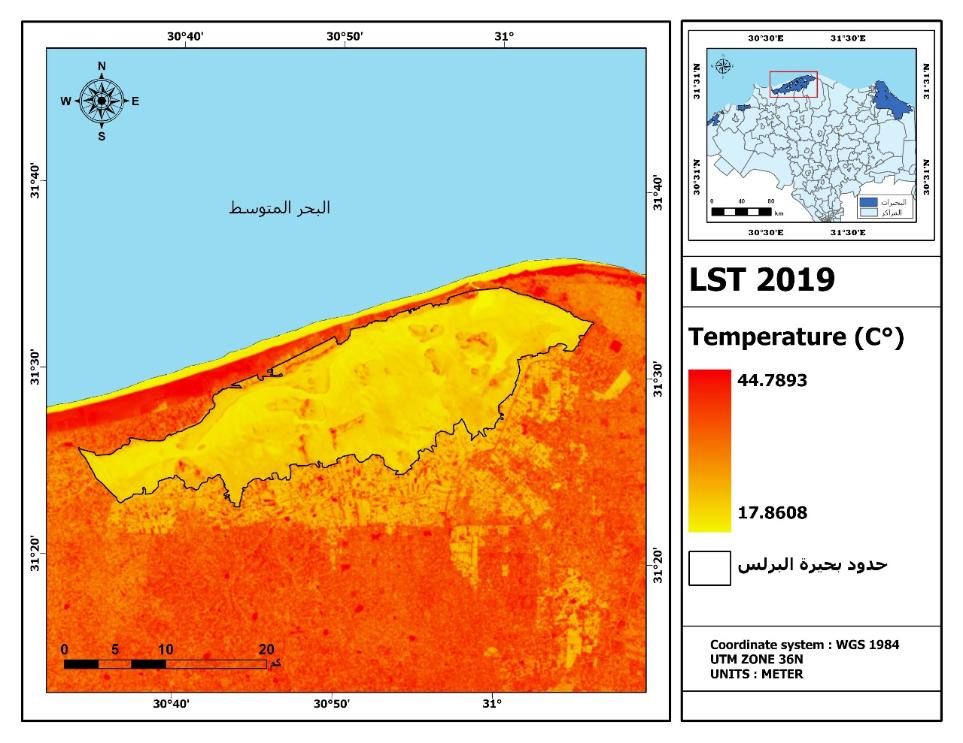 30°40' 30°50' 31°
N
W E
S
31°40'
31°30'
31°20'
البحر المتوسط
31°40'
31°30'
31°20'
0 5 10 20
كم
30°40' 30°50' 31°
30°30'E 31°30'E
31°31'N
30°31'N
31°31'N
30°31'N
0 40 80
km
البحيرات
المراكز
30°30'E 31°30'E
LST 2019
Temperature (C°)
44.7893
17.8608
حدود بحيرة البرلس
Coordinate system : WGS 1984
UTM ZONE 36N
UNITS : METER